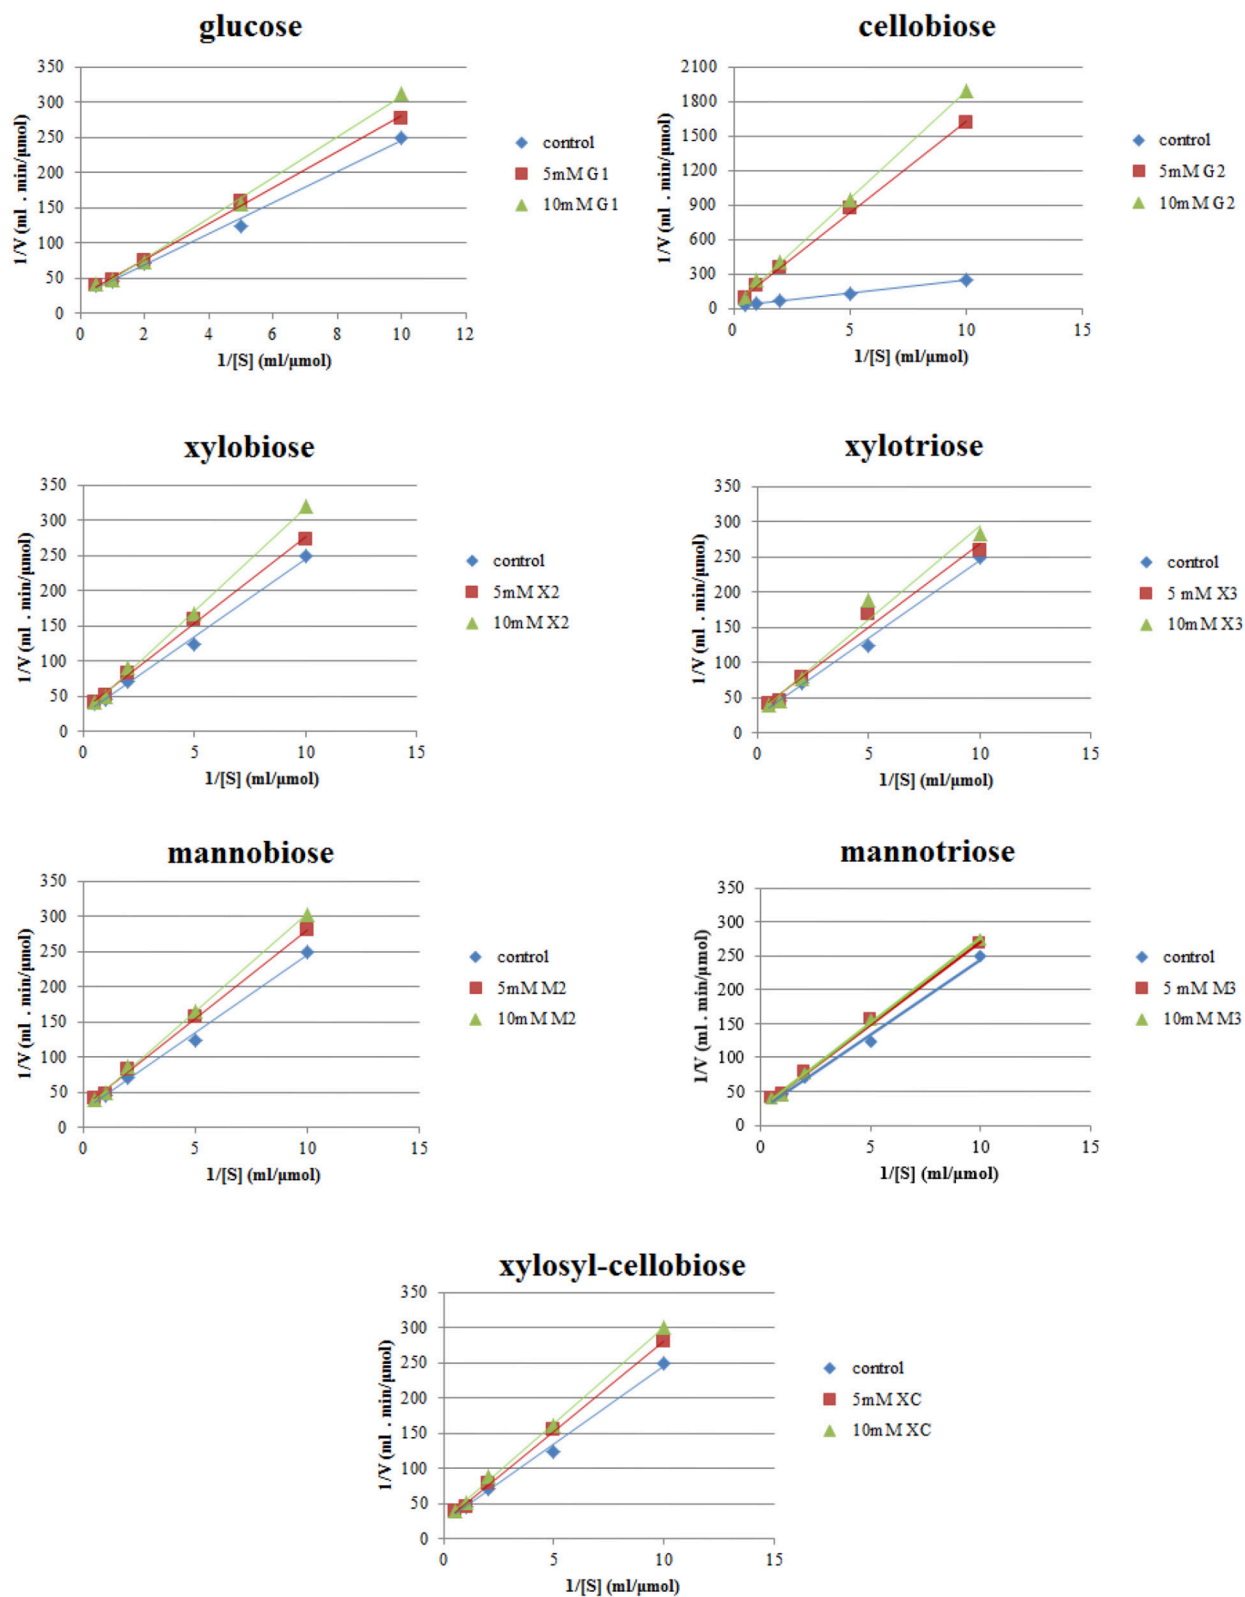 glucose
350
300
250
200
150
100
50
0
1/V (ml . min/µmol)
0 2 4 6 8 10 12
1/[S] (ml/µmol)
control
5mM G1
10mM G1
cellobiose
2100
1800
1500
1200
900
600
300
0
1/V (ml . min/µmol)
0 5 10 15
1/[S] (ml/µmol)
control
5mM G2
10mM G2
xylobiose
350
300
250
200
150
100
50
0
1/V (ml . min/µmol)
0 5 10 15
1/[S] (ml/µmol)
control
5mM X2
10mM X2
xylotriose
350
300
250
200
150
100
50
0
1/V (ml . min/µmol)
0 5 10 15
1/[S] (ml/µmol)
control
5 mM X3
10mM X3
mannobiose
350
300
250
200
150
100
50
0
1/V (ml . min/µmol)
0 5 10 15
1/[S] (ml/µmol)
control
5mM M2
10mM M2
mannotriose
350
300
250
200
150
100
50
0
1/V (ml . min/µmol)
0 5 10 15
1/[S] (ml/µmol)
control
5 mM M3
10mM M3
xylosyl-cellobiose
350
300
250
200
150
100
50
0
1/V (ml . min/µmol)
0 5 10 15
1/[S] (ml/µmol)
control
5mM XC
10mM XC